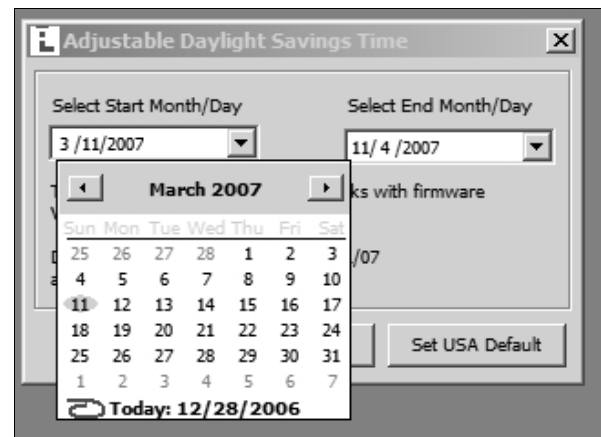 Adjustable Daylight Savings Time
Select Start Month/Day
Select End Month/Day
3 /11/2007
11/ 4 /2007
March 2007
ks with firmware
Sun Mon Tue Wed Thu Fri Sat
25 26 27 28 1 2 3
/07
4 5 6 7 8 9 10
11 12 13 14 15 16 17
18 19 20 21 22 23 24
25 26 27 28 29 30 31
Set USA Default
1 2 3 4 5 6 7
Today: 12/28/2006